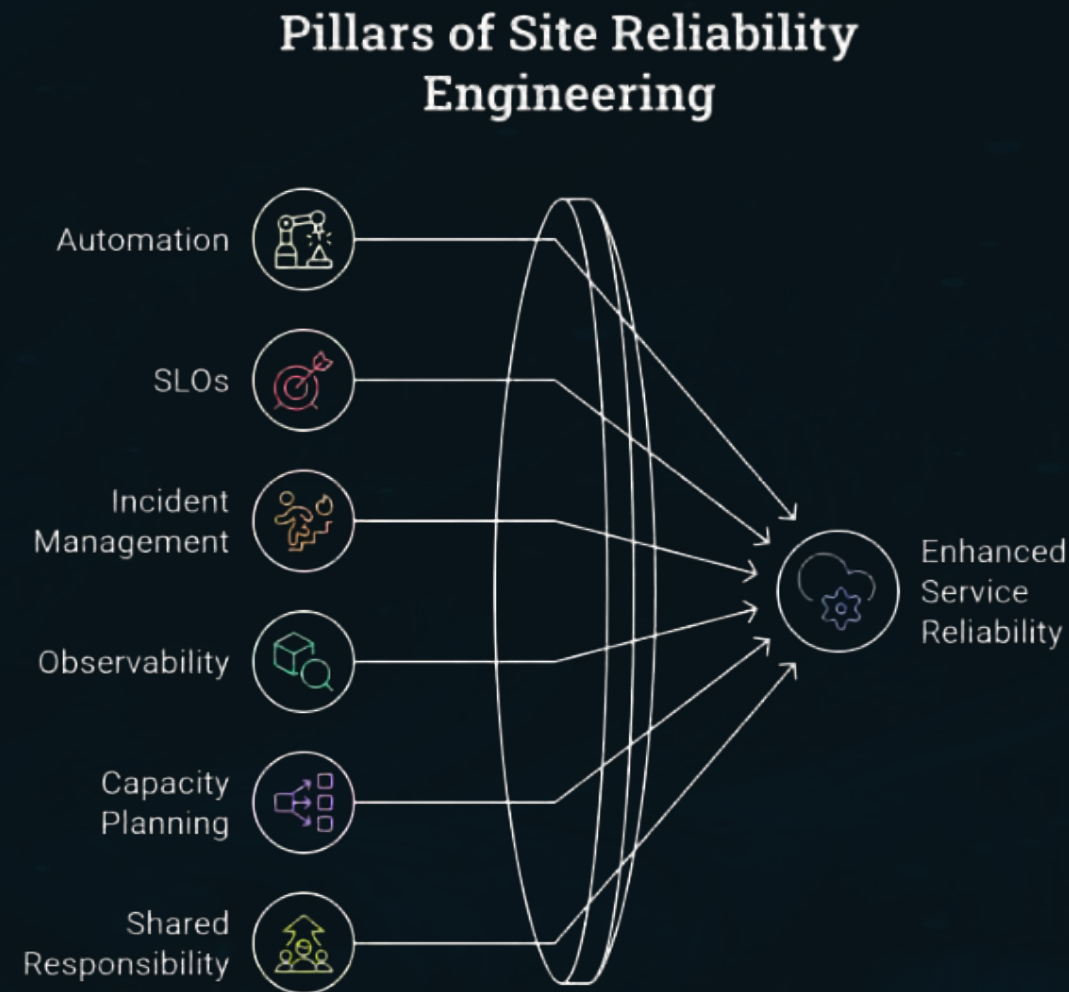 Pillars of Site Reliability
Engineering
Automation
SLOs
Incident
Management
Observability
Capacity
Planning
Shared
Responsibility
Enhanced
Service
Reliability